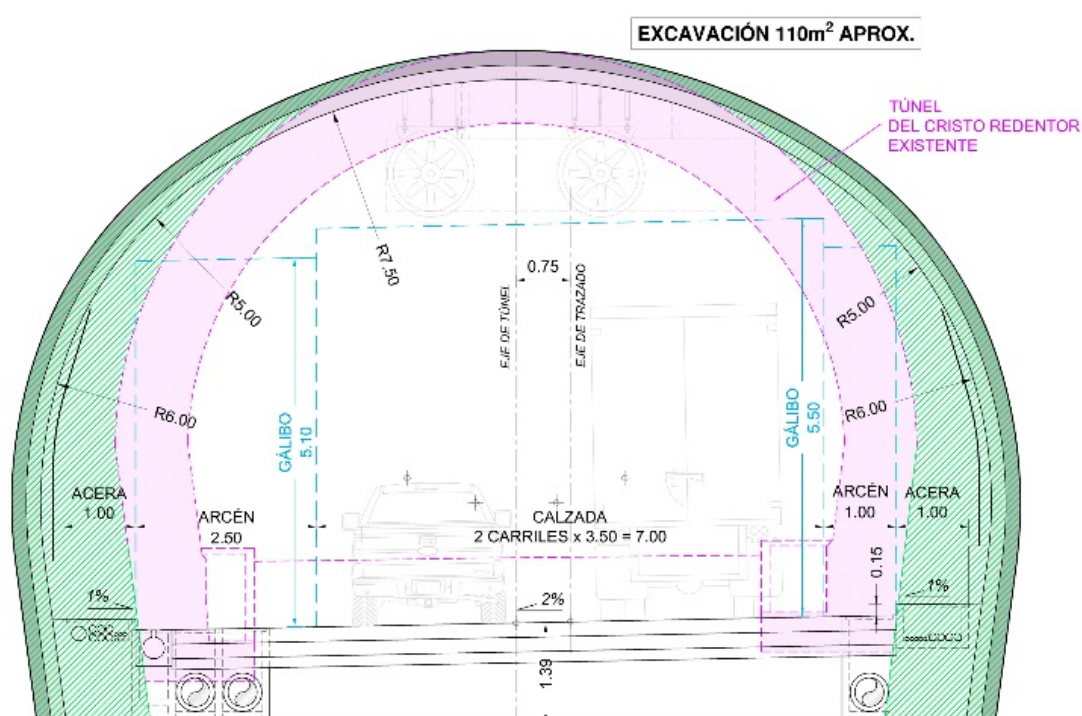 EXCAVACIÓN 110m² APROX.
TÚNEL
DEL CRISTO REDENTOR
EXISTENTE
R7.50
0.75
EJE DE TÚNEL
EJE DE TRAZADO
R5.00
R5.00
R6.00
R6.00
GÁLIBO
5.10
GÁLIBO
5.50
ACERA
1.00
ARCÉN
2.50
CALZADA
2 CARRILES x 3.50 = 7.00
ARCÉN
1.00
ACERA
1.00
0.15
1%
2%
1%
1.39